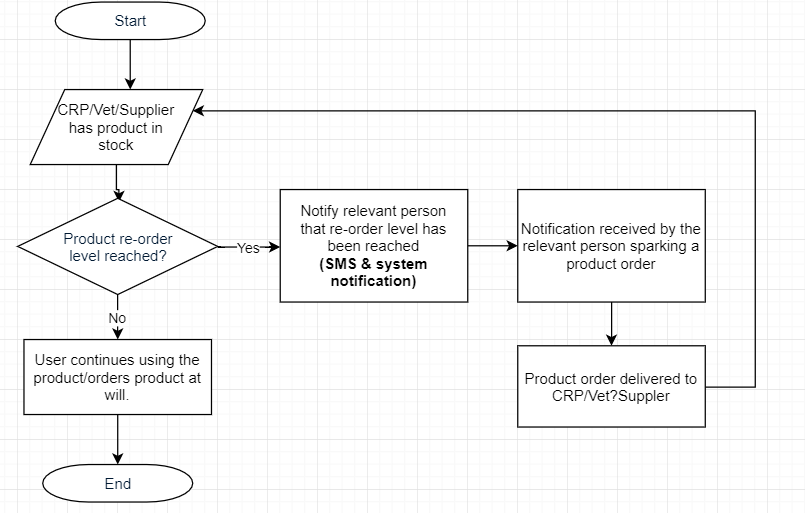 Start
CRP/Vet/Supplier
has product in
stock
Product re-order
level reached?
Yes
Notify relevant person
that re-order level has
been reached
(SMS & system
notification)
Notification received by the
relevant person sparking a
product order
No
User continues using the
product/orders product at
will.
Product order delivered to
CRP/Vet?Suppler
End